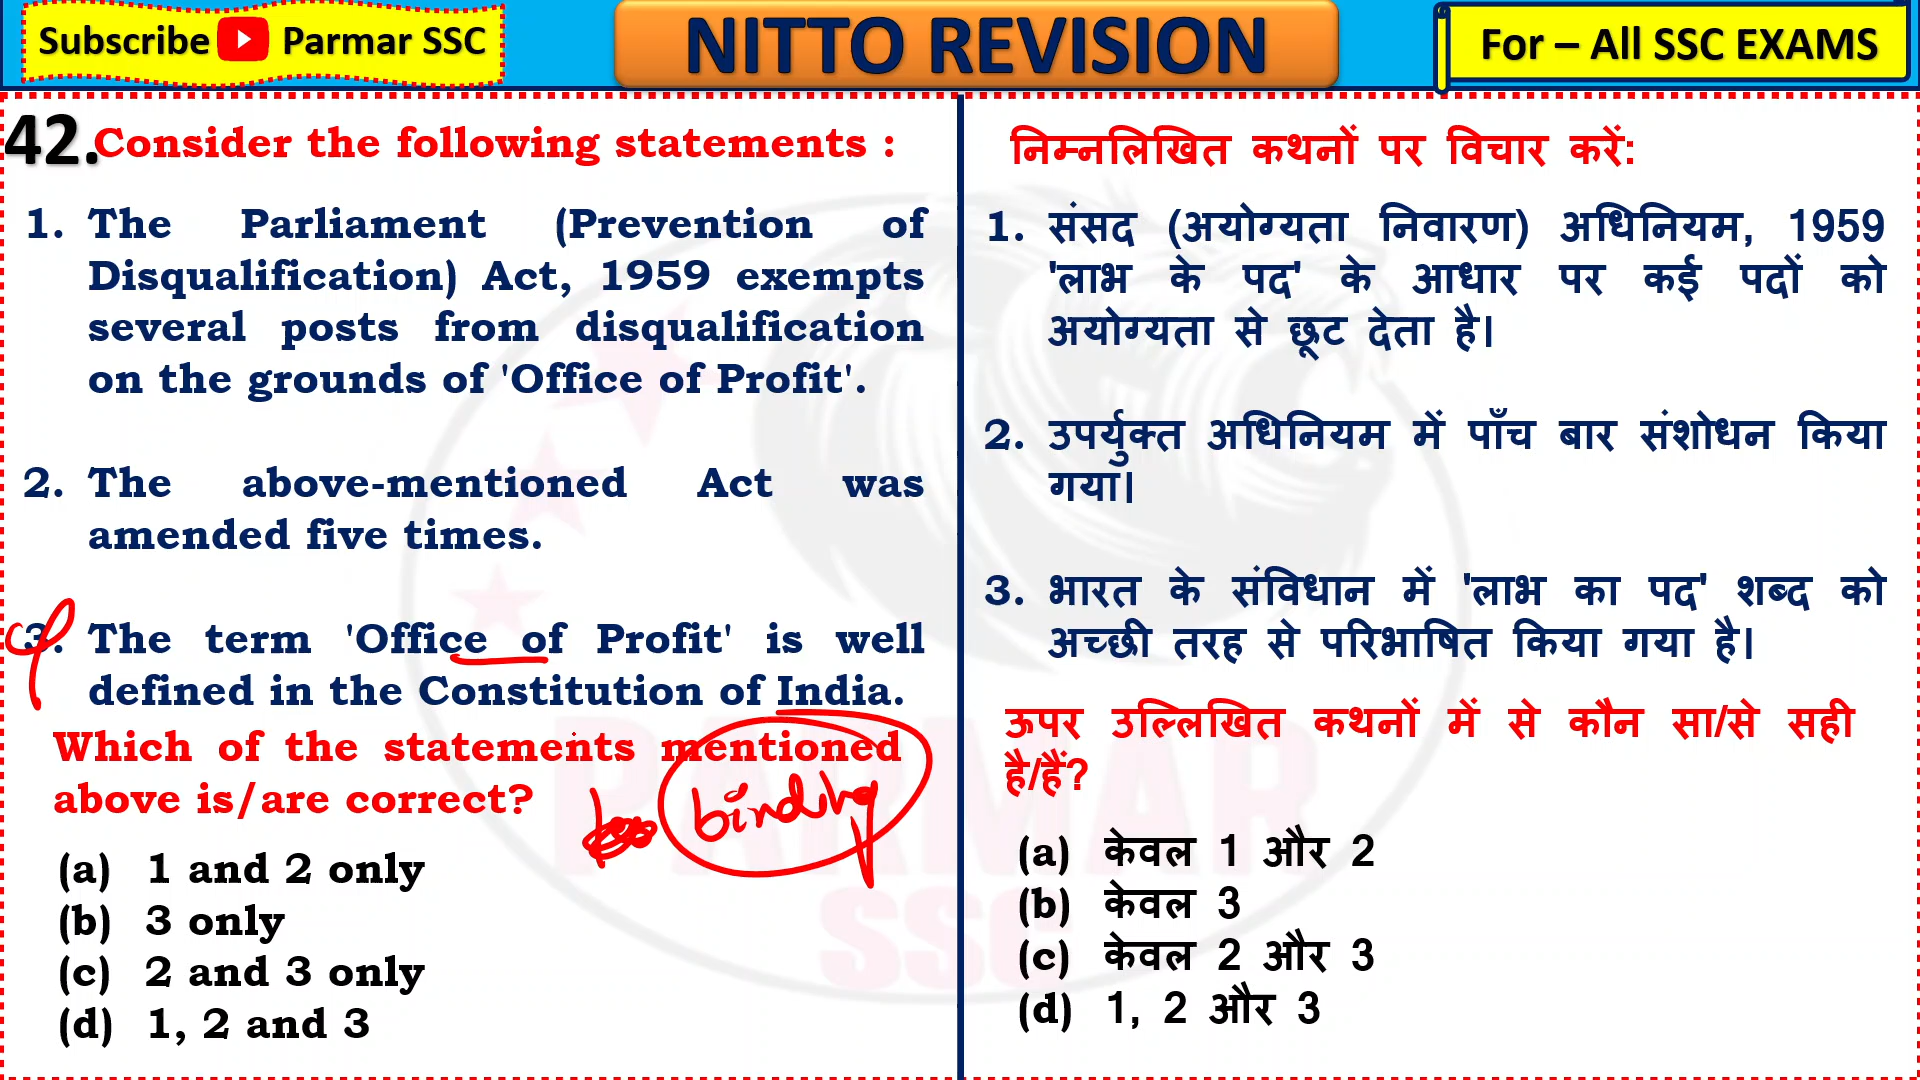 Subscribe Parmar SSC
NITTO REVISION
For – All SSC EXAMS
42. Consider the following statements :
1. The Parliament (Prevention of
Disqualification) Act, 1959 exempts
several posts from disqualification
on the grounds of 'Office of Profit'.
2. The above-mentioned Act was
amended five times.
3. The term 'Office of Profit' is well
defined in the Constitution of India.
Which of the statements mentioned
above is/are correct?
binding
(a) 1 and 2 only
(b) 3 only
(c) 2 and 3 only
(d) 1, 2 and 3
निम्नलिखित कथनों पर विचार करें:
1. संसद (अयोग्यता निवारण) अधिनियम, 1959
'लाभ के पद' के आधार पर कई पदों को
अयोग्यता से छूट देता है।
2. उपर्युक्त अधिनियम में पाँच बार संशोधन किया
गया।
3. भारत के संविधान में 'लाभ का पद' शब्द को
अच्छी तरह से परिभाषित किया गया है।
ऊपर उल्लिखित कथनों में से कौन सा/से सही
है/हैं?
(a) केवल 1 और 2
(b) केवल 3
(c) केवल 2 और 3
(d) 1, 2 और 3
PARMAR
SSC